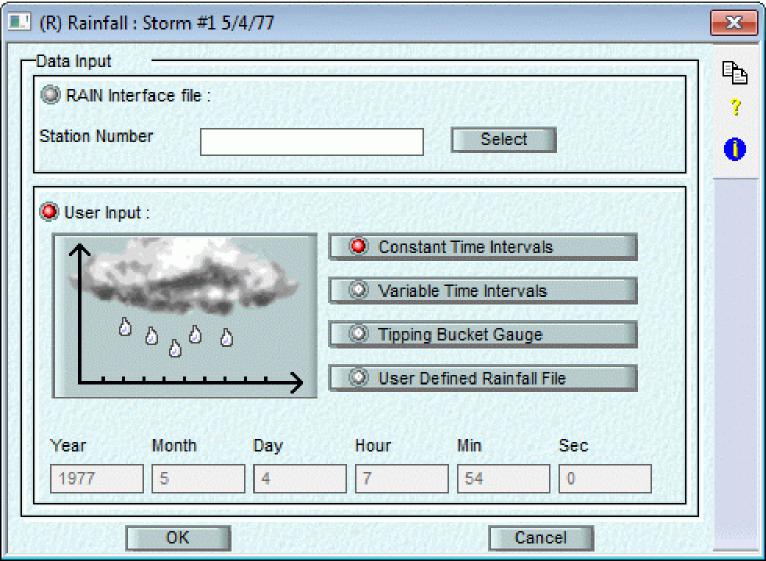 (R) Rainfall : Storm #1 5/4/77
Data Input
RAIN Interface file :
Station Number
Select
User Input :
Constant Time Intervals
Variable Time Intervals
Tipping Bucket Gauge
User Defined Rainfall File
Year Month Day Hour Min Sec
1977 5 4 7 54 0
OK Cancel